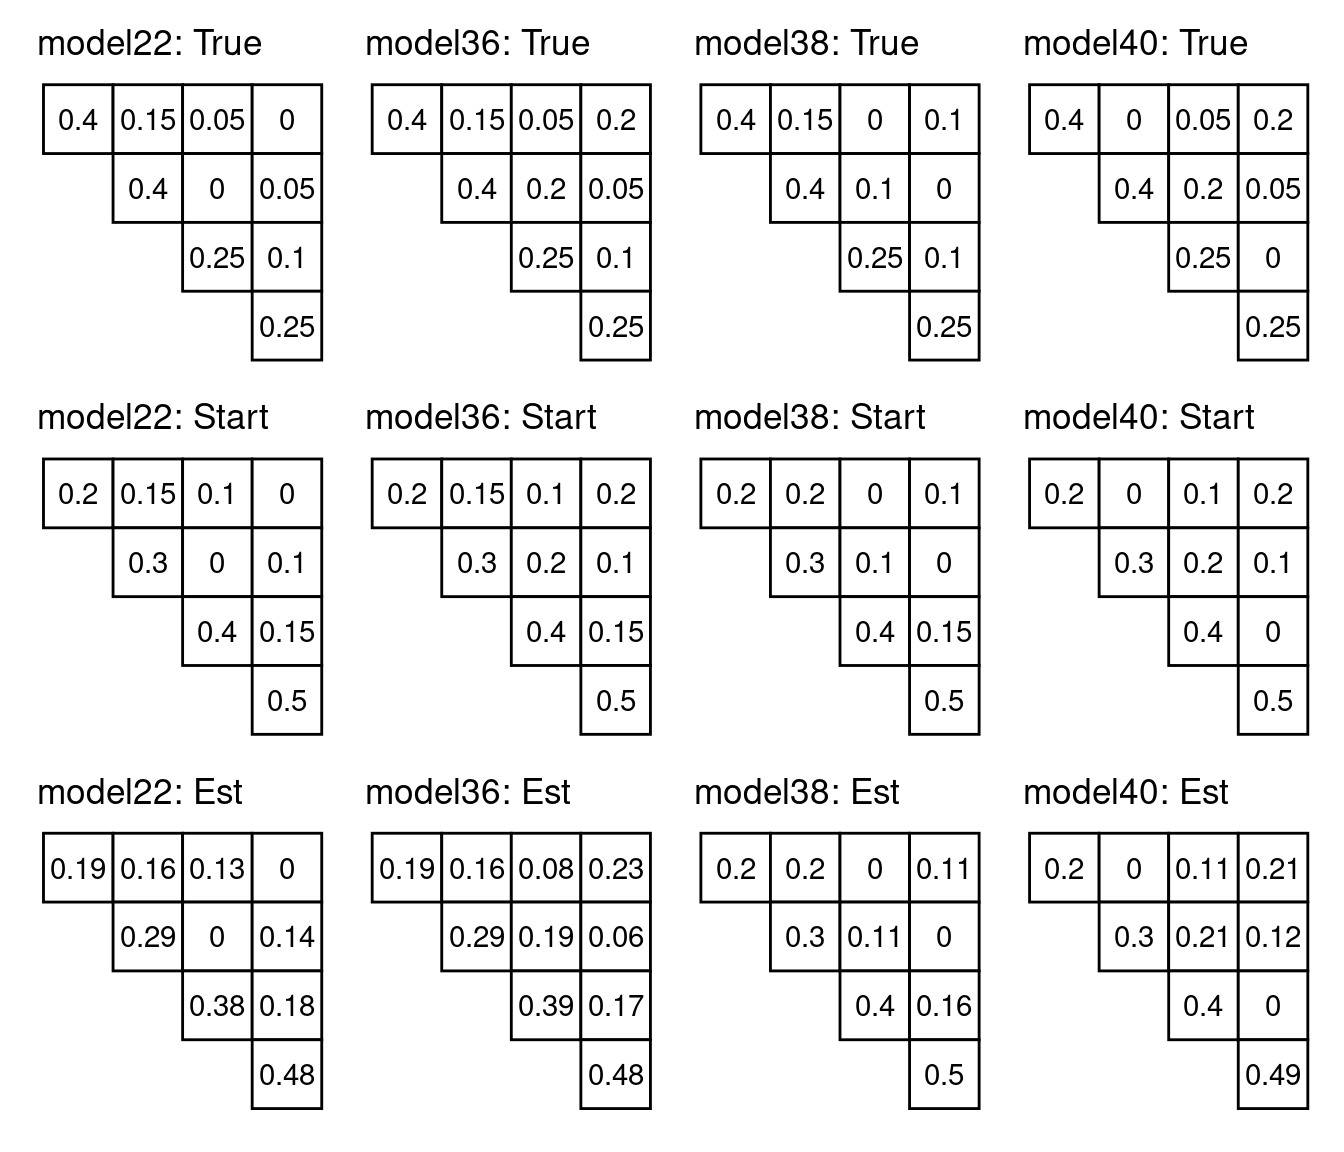 model22: True model36: True model38: True model40: True
0.4 0.15 0.05 0 0.4 0.15 0.05 0.2 0.4 0.15 0 0.1 0.4 0 0.05 0.2
0.4 0 0.05 0.4 0.2 0.05 0.4 0.1 0 0.4 0.2 0.05
0.25 0.1 0.25 0.1 0.25 0.1 0.25 0
0.25 0.25 0.25 0.25
model22: Start model36: Start model38: Start model40: Start
0.2 0.15 0.1 0 0.2 0.15 0.1 0.2 0.2 0.2 0 0.1 0.2 0 0.1 0.2
0.3 0 0.1 0.3 0.2 0.1 0.3 0.1 0 0.3 0.2 0.1
0.4 0.15 0.4 0.15 0.4 0.15 0.4 0
0.5 0.5 0.5 0.5
model22: Est model36: Est model38: Est model40: Est
0.19 0.16 0.13 0 0.19 0.16 0.08 0.23 0.2 0.2 0 0.11 0.2 0 0.11 0.21
0.29 0 0.14 0.29 0.19 0.06 0.3 0.11 0 0.3 0.21 0.12
0.38 0.18 0.39 0.17 0.4 0.16 0.4 0
0.48 0.48 0.5 0.49